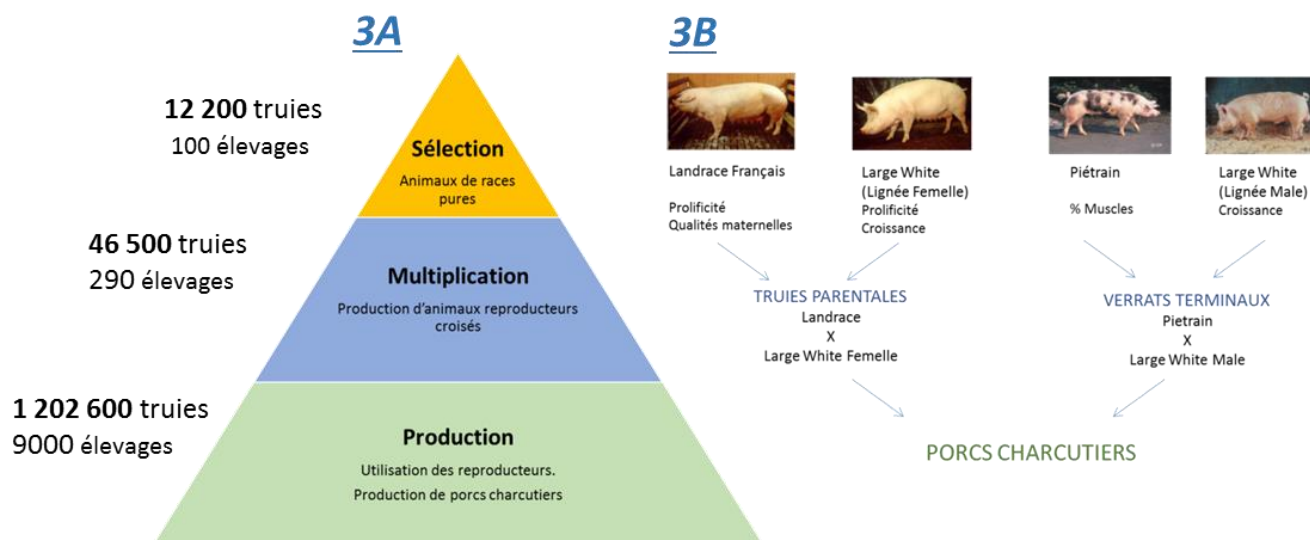 3A
12 200 truies
100 élevages
Sélection
Animaux de races
pures
46 500 truies
290 élevages
Multiplication
Production d'animaux reproducteurs
croisés
1 202 600 truies
9000 élevages
Production
Utilisation des reproducteurs.
Production de porcs charcutiers
3B
Landrace Français
Prolificité
Qualités maternelles
Large White
(Lignée Femelle)
Prolificité
Croissance
Piétrain
% Muscles
Large White
(Lignée Male)
Croissance
TRUIES PARENTALES
Landrace
X
Large White Femelle
VERRATS TERMINAUX
Pietrain
X
Large White Male
PORCS CHARCUTIERS